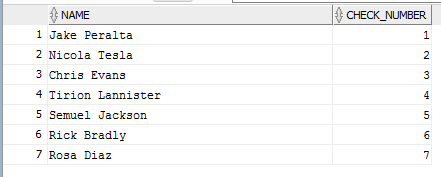 NAME CHECK_NUMBER
1 Jake Peralta 1
2 Nicola Tesla 2
3 Chris Evans 3
4 Tirion Lannister 4
5 Semuel Jackson 5
6 Rick Bradly 6
7 Rosa Diaz 7